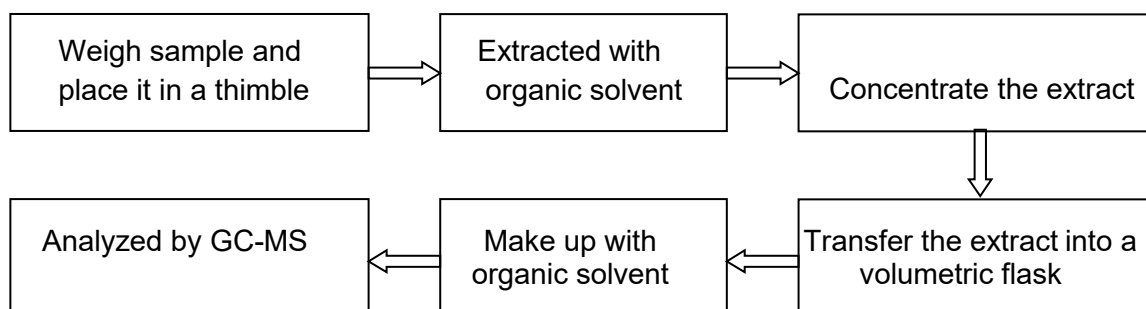 Weigh sample and
place it in a thimble
Extracted with
organic solvent
Concentrate the extract
Transfer the extract into a
volumetric flask
Make up with
organic solvent
Analyzed by GC-MS